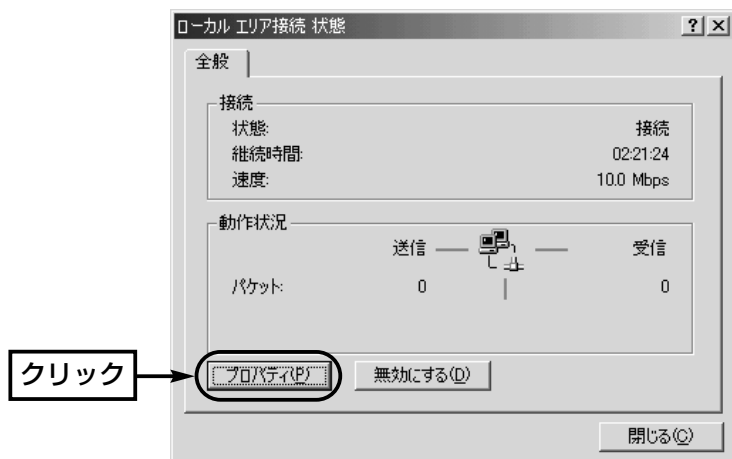 ローカル エリア接続 状態
全般
接続
状態: 接続
継続時間: 02:21:24
速度: 10.0 Mbps
動作状況
送信 受信
パケット: 0 0
クリック
プロパティ(P) 無効にする(D)
閉じる(C)